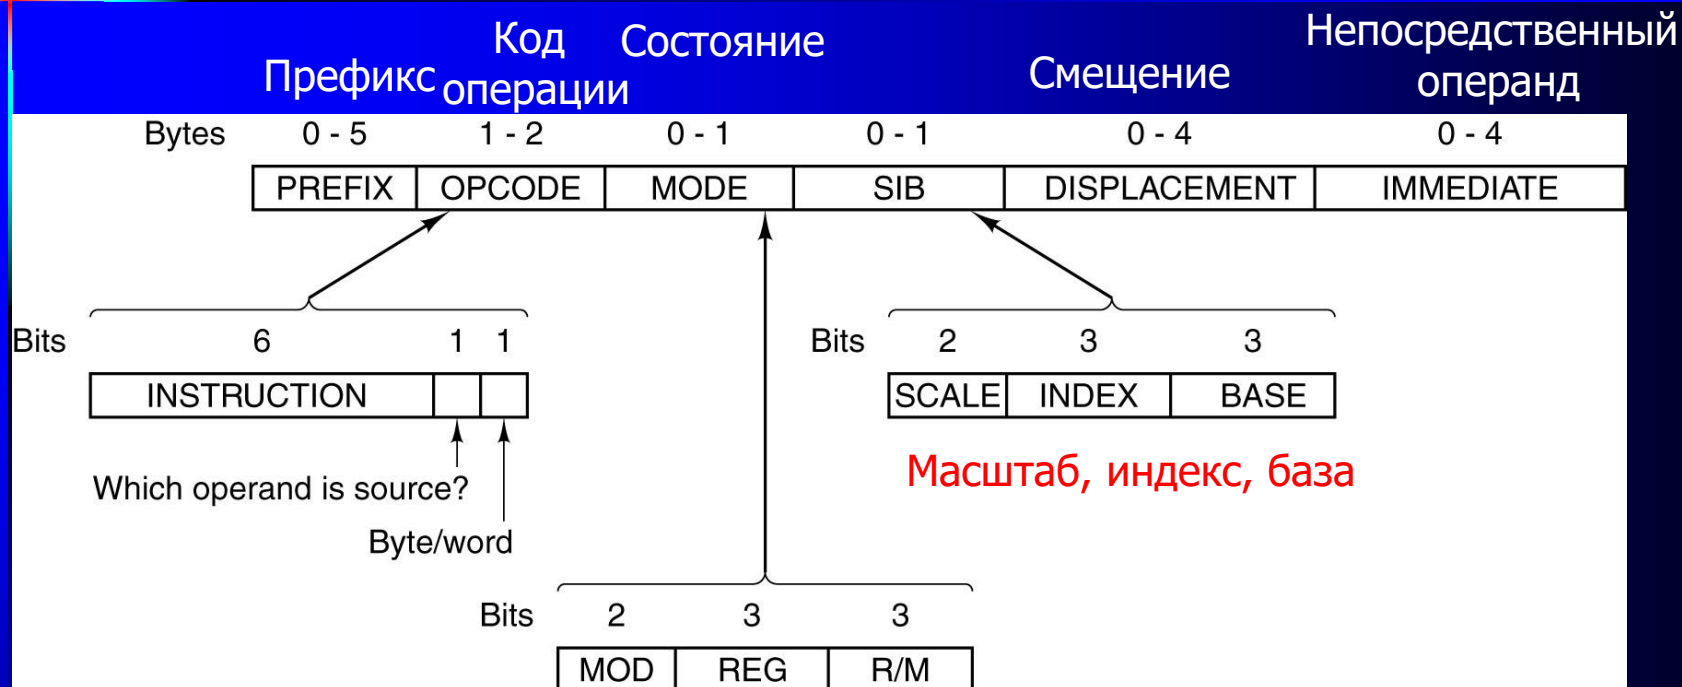 Префикс
Код
операции
Состояние
Смещение
Непосредственный
операнд
Bytes 0 - 5 1 - 2 0 - 1 0 - 1 0 - 4 0 - 4
PREFIX OPCODE MODE SIB DISPLACEMENT IMMEDIATE
Bits 6 1 1
INSTRUCTION
Which operand is source?
Byte/word
Bits 2 3 3
SCALE INDEX BASE
Масштаб, индекс, база
Bits 2 3 3
MOD REG R/M